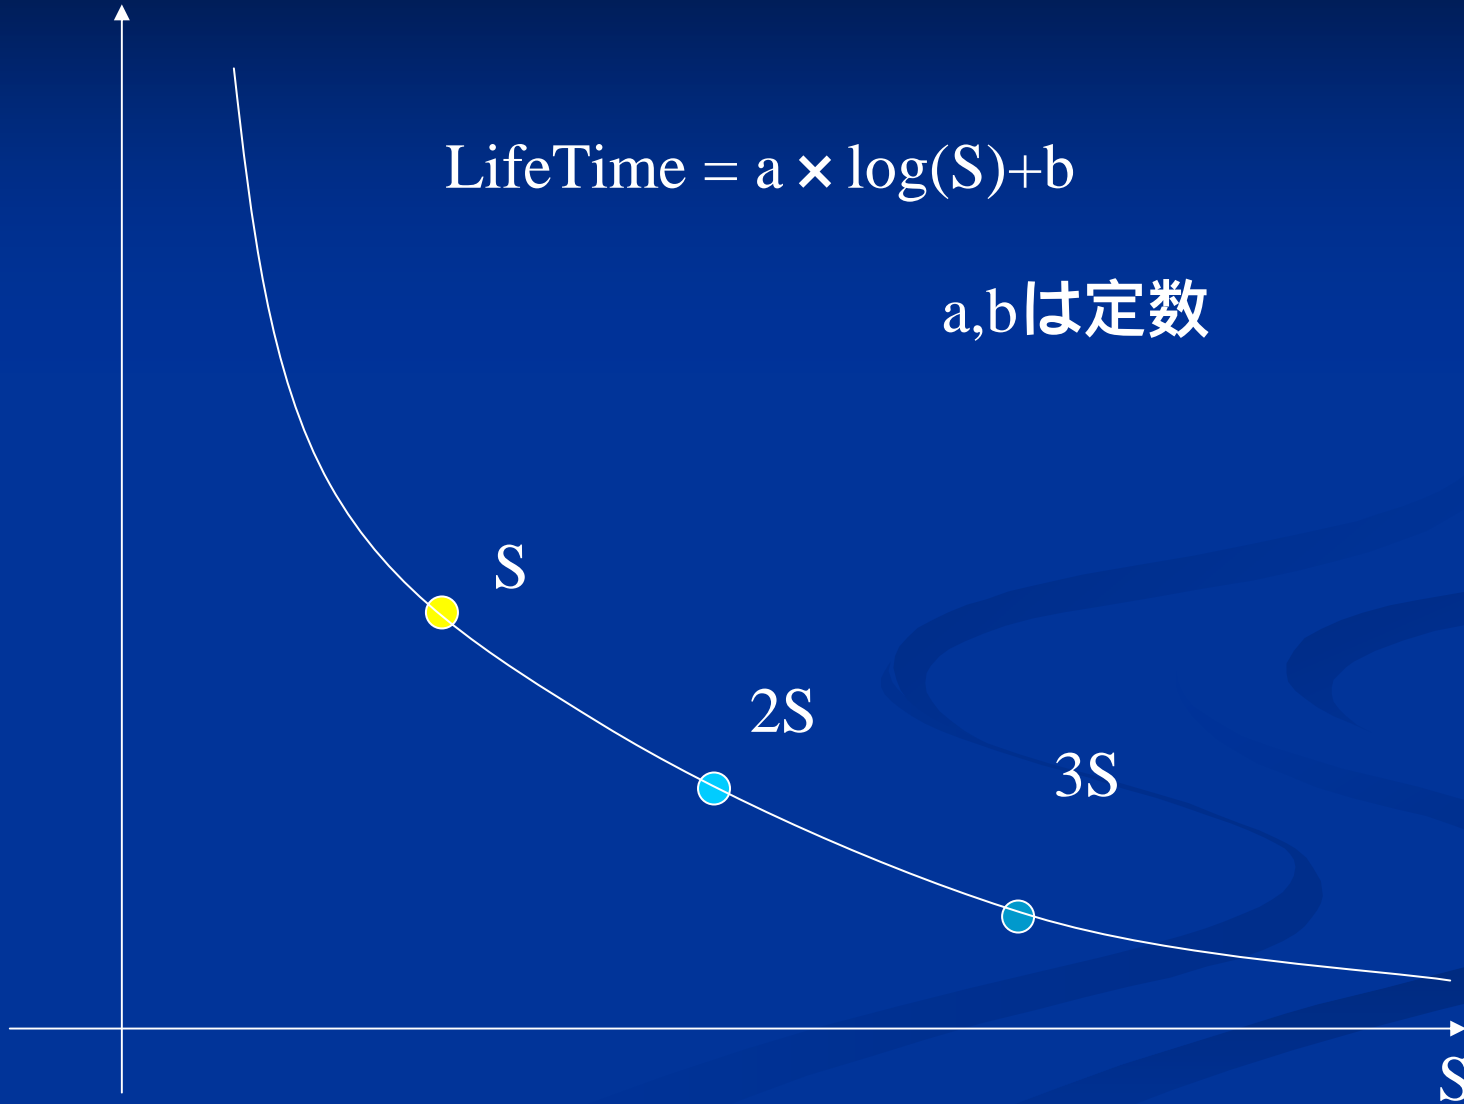 LifeTime = a × log(S)+b
a,bは定数
S
2S
3S
S